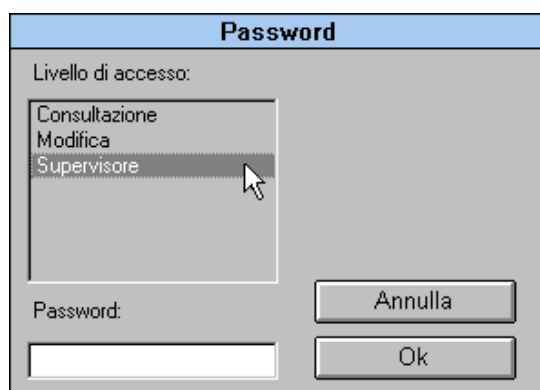 Password
Livello di accesso:
Consultazione
Modifica
Supervisore
Annulla
Password:
Ok